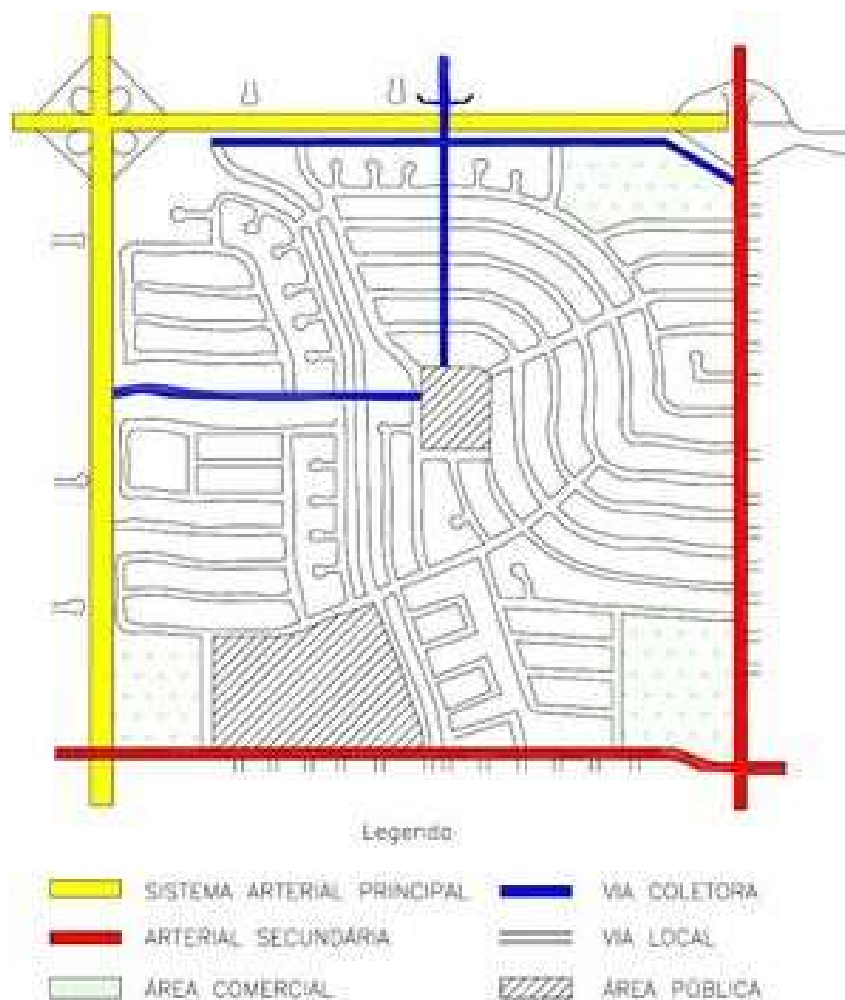 Legenda
SISTEMA ARTERIAL PRINCIPAL
VIA COLETORA
ARTERIAL SECUNDÁRIA
VIA LOCAL
ÁREA COMERCIAL
ÁREA PÚBLICA